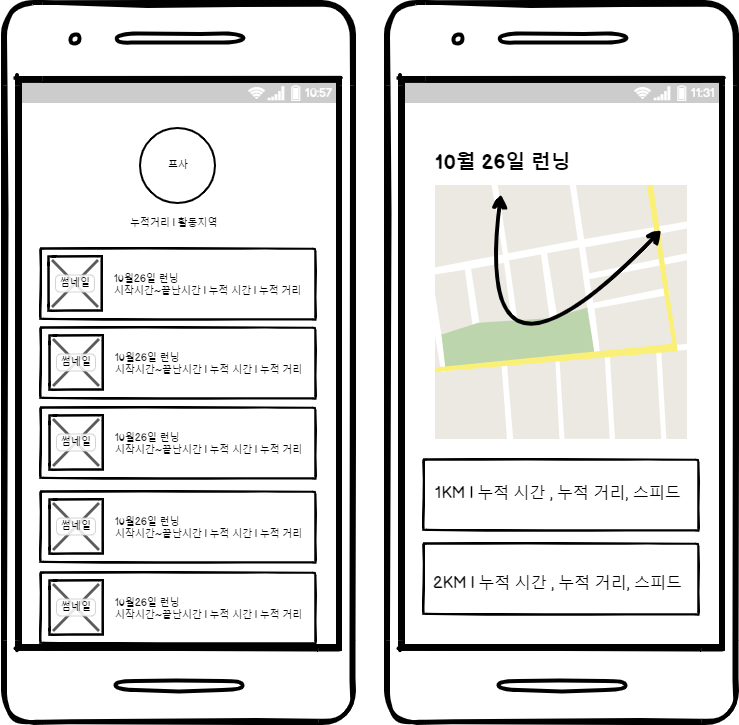 10:57
프사
누적거리 | 활동지역
썸네일
10월26일 런닝
시작시간~끝난시간 | 누적 시간 | 누적 거리
썸네일
10월26일 런닝
시작시간~끝난시간 | 누적 시간 | 누적 거리
썸네일
10월26일 런닝
시작시간~끝난시간 | 누적 시간 | 누적 거리
썸네일
10월26일 런닝
시작시간~끝난시간 | 누적 시간 | 누적 거리
썸네일
10월26일 런닝
시작시간~끝난시간 | 누적 시간 | 누적 거리
11:31
10월 26일 런닝
1KM | 누적 시간 , 누적 거리, 스피드
2KM | 누적 시간 , 누적 거리, 스피드